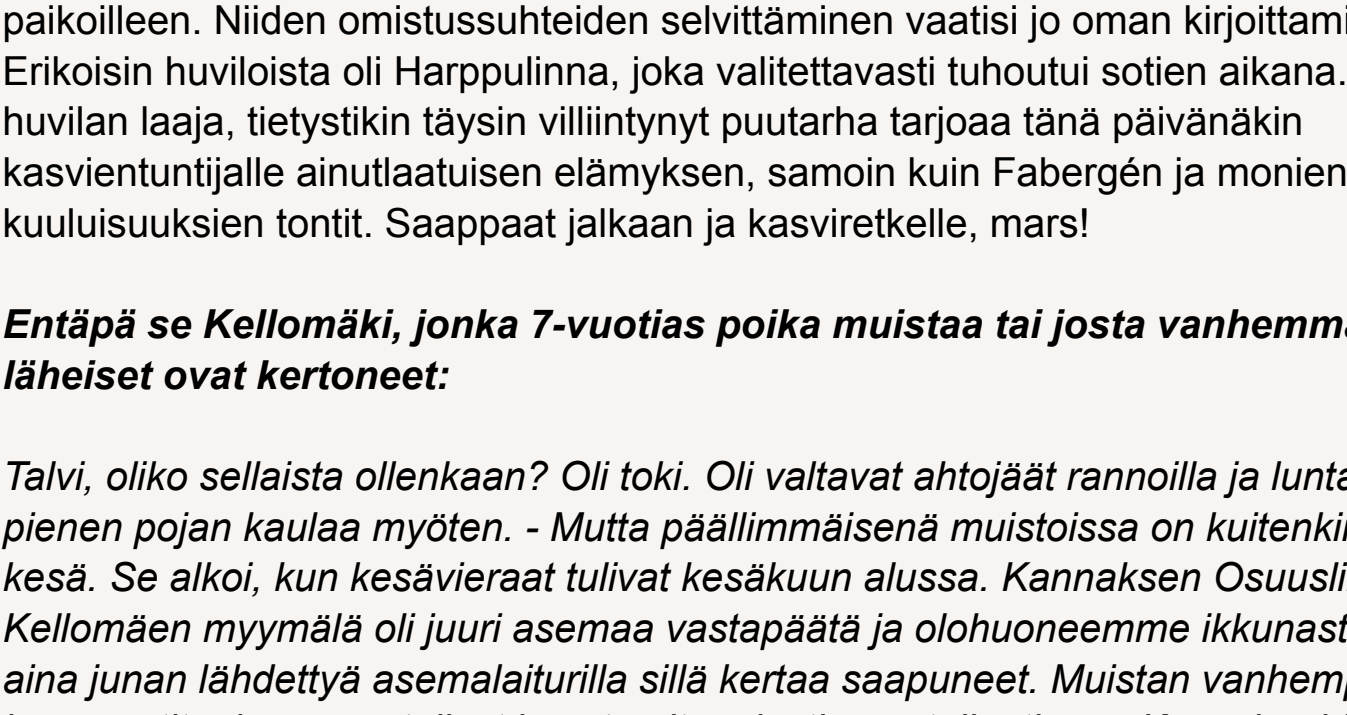 paikoilleen. Niiden omistussuhteiden selvittäminen vaatisi jo oman kirjoittami
Erikoisin huviloista oli Harppulinna, joka valitettavasti tuhoutui sotien aikana.
huvilan laaja, tietystikin täysin villiintynyt puutarha tarjoaa tänä päivänäkin
kasvientuntijalle ainutlaatuisen elämyksen, samoin kuin Fabergén ja monien
kuuluisuuksien tontit. Saappaat jalkaan ja kasviretkelle, mars!
Entäpä se Kellomäki, jonka 7-vuotias poika muistaa tai josta vanhemma
läheiset ovat kertoneet:
Talvi, oliko sellaista ollenkaan? Oli toki. Oli valtavat ahtojäät rannoilla ja lunta
pienen pojan kaulaa myöten. - Mutta päällimmäisenä muistoissa on kuitenkin
kesä. Se alkoi, kun kesävieraat tulivat kesäkuun alussa. Kannaksen Osuusli
Kellomäen myymälä oli juuri asemaa vastapäätä ja olohuoneemme ikkunast
aina junan lähdettyä asemalaiturilla sillä kertaa saapuneet. Muistan vanhemp